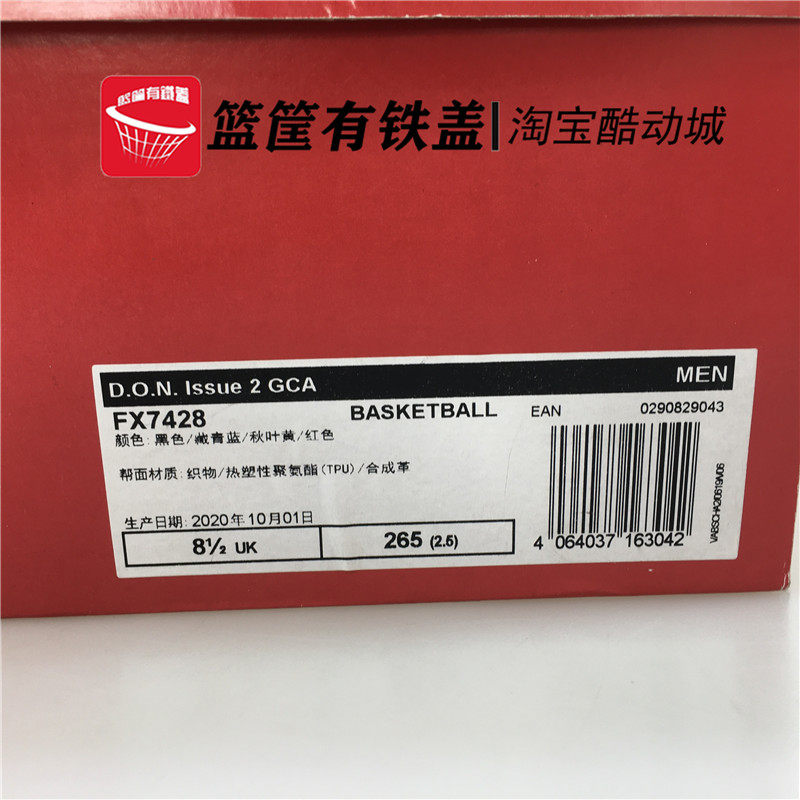 篮筐有鐵蓋
篮筐有铁盖|淘宝酷动城
D.O.N. Issue 2 GCA MEN
FX7428 BASKETBALL EAN 0290829043
颜色: 黑色/藏青蓝/秋叶黄/红色
帮面材质: 织物/热塑性聚氨酯(TPU)/合成革
生产日期: 2020年10月01日
8½ UK 265 (2.5)
4 064037 163042